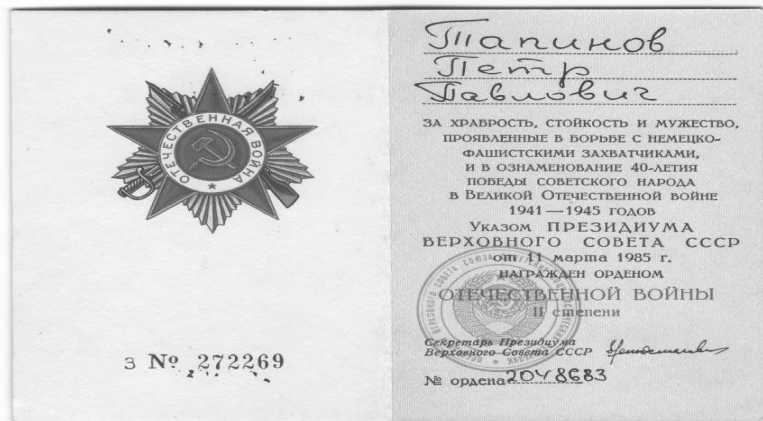 ОТЕЧЕСТВЕННАЯ ВОЙНА
З № 272269
Тапинов
Петр
Павлович
ЗА ХРАБРОСТЬ, СТОЙКОСТЬ И МУЖЕСТВО,
ПРОЯВЛЕННЫЕ В БОРЬБЕ С НЕМЕЦКО-
ФАШИСТСКИМИ ЗАХВАТЧИКАМИ,
И В ОЗНАМЕНОВАНИЕ 40-ЛЕТИЯ
ПОБЕДЫ СОВЕТСКОГО НАРОДА
В ВЕЛИКОЙ ОТЕЧЕСТВЕННОЙ ВОЙНЕ
1941—1945 ГОДОВ
УКАЗОМ ПРЕЗИДИУМА
ВЕРХОВНОГО СОВЕТА СССР
от 11 марта 1985 г.
НАГРАЖДЕН ОРДЕНОМ
ОТЕЧЕСТВЕННОЙ ВОЙНЫ
II степени
Секретарь Президиума
Верховного Совета СССР
№ ордена 2048683